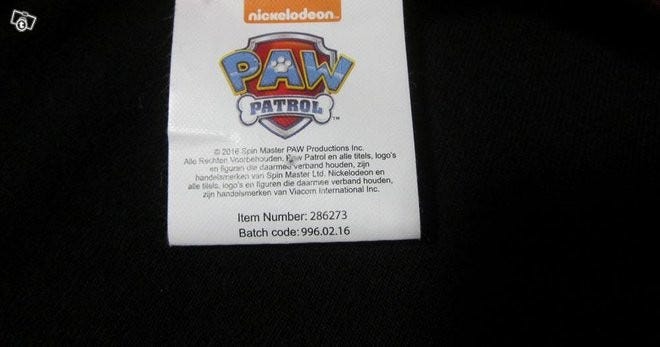 nickelodeon™
PAW
PATROL™
© 2016 Spin Master PAW Productions Inc.
Alle Rechten Voorbehouden. Paw Patrol en alle titels, logo's
en figuren die daarmee verband houden, zijn
handelsmerken van Spin Master Ltd. Nickelodeon en
alle titels, logo's en figuren die daarmee verband houden,
zijn handelsmerken van Viacom International Inc.
Item Number: 286273
Batch code: 996.02.16